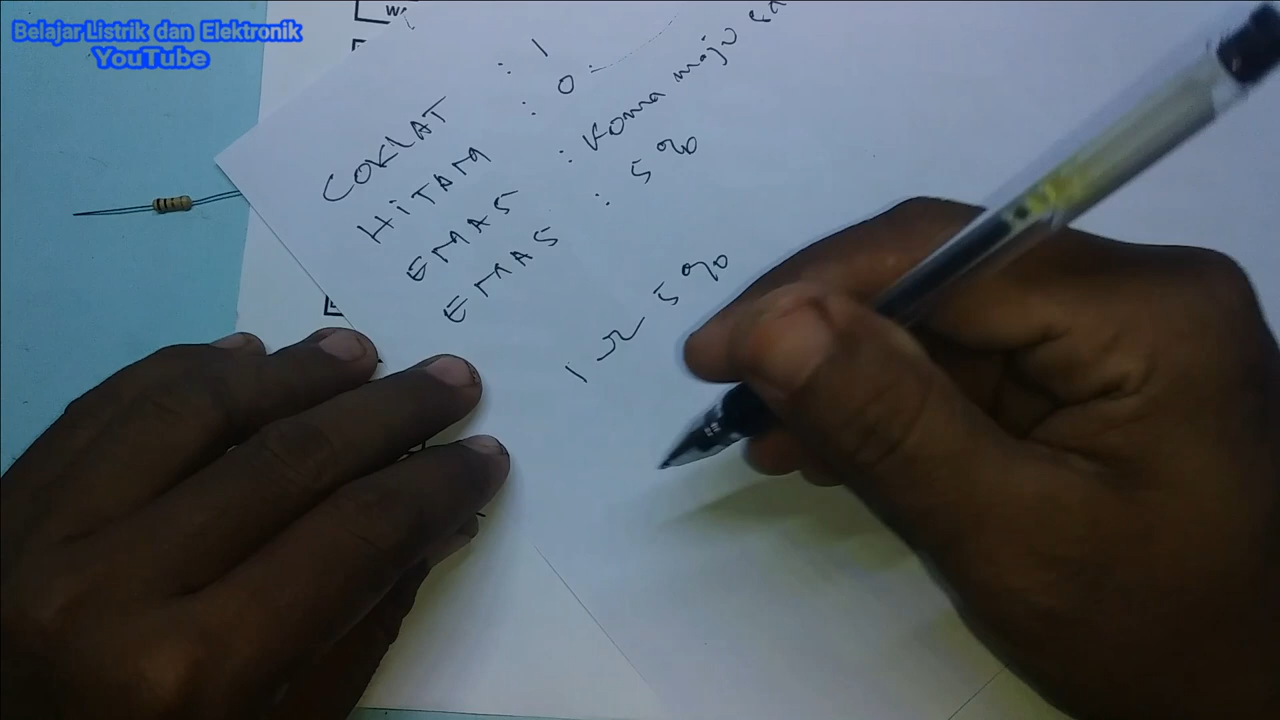 Belajar Listrik dan Elektronik
YouTube
COKLAT : 1
HITAM : 0
EMAS : Koma maju
EMAS : 5%
1 Ω 5%